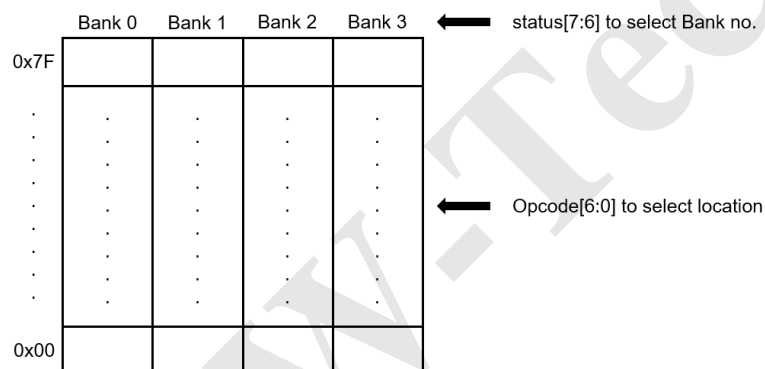 Bank 0 Bank 1 Bank 2 Bank 3 status[7:6] to select Bank no.
0x7F
Opcode[6:0] to select location
0x00
W-Tec